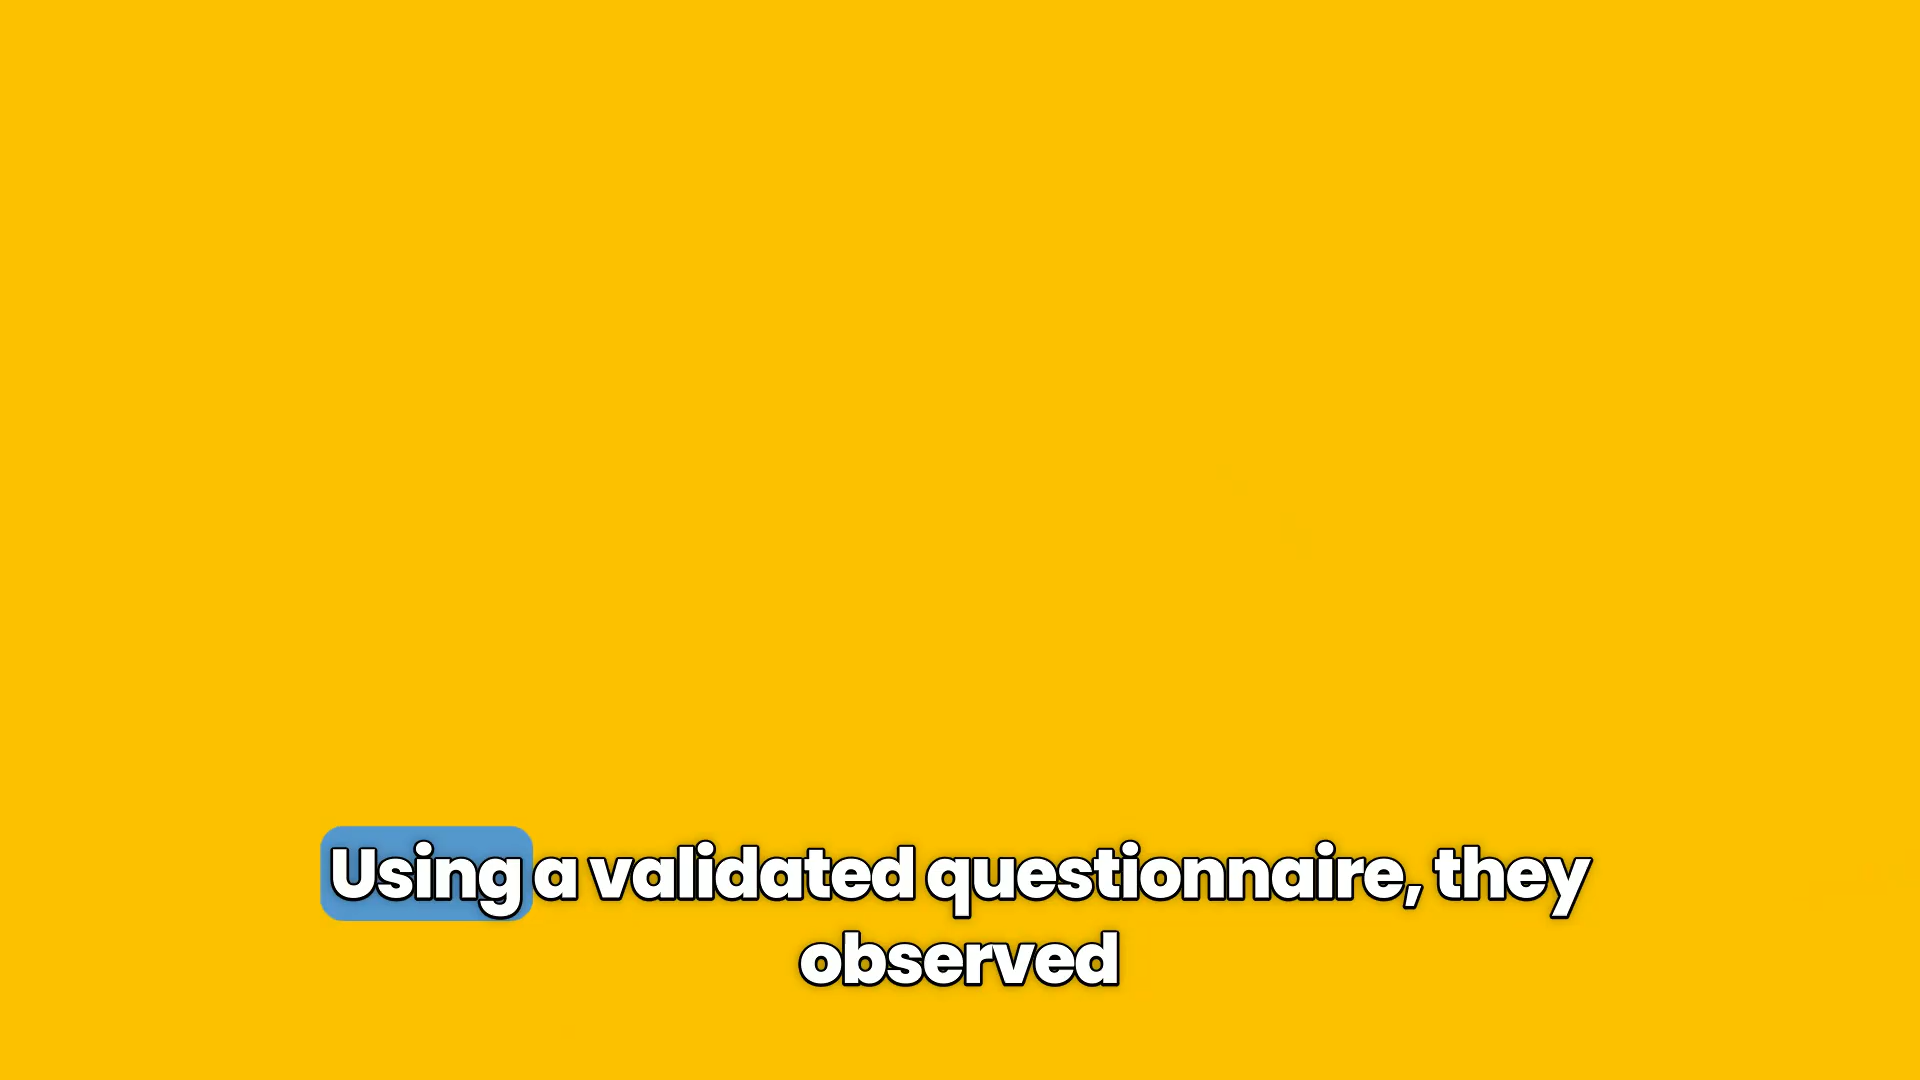 Using a validated questionnaire, they
observed